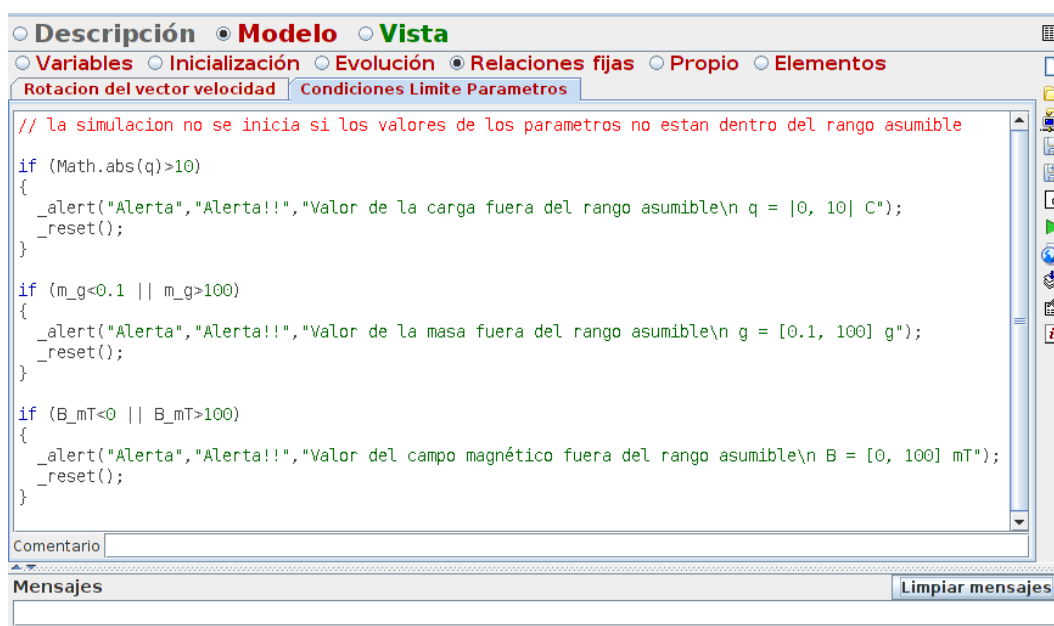 Descripción Modelo Vista
Variables Inicialización Evolución Relaciones fijas Propio Elementos
Rotacion del vector velocidad Condiciones Limite Parametros
// la simulacion no se inicia si los valores de los parametros no estan dentro del rango asumible
if (Math.abs(q)>10)
{
_alert("Alerta","Alerta!!","Valor de la carga fuera del rango asumible\n q = |0, 10| C");
_reset();
}
if (m_g<0.1 || m_g>100)
{
_alert("Alerta","Alerta!!","Valor de la masa fuera del rango asumible\n g = [0.1, 100] g");
_reset();
}
if (B_mT<0 || B_mT>100)
{
_alert("Alerta","Alerta!!","Valor del campo magnético fuera del rango asumible\n B = [0, 100] mT");
_reset();
}
Comentario
Mensajes Limpiar mensajes